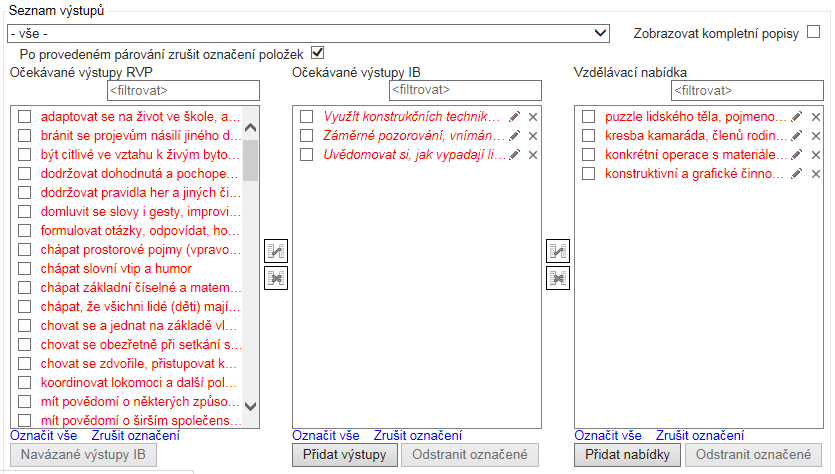 Seznam výstupů
- vše -
Zobrazovat kompletní popisy
Po provedeném párování zrušit označení položek
Očekávané výstupy RVP
<filtrovat>
adaptovat se na život ve škole, a...
bránit se projevům násilí jiného d...
být citlivé ve vztahu k živým byto...
dodržovat dohodnutá a pochope...
dodržovat pravidla her a jiných či...
domluvit se slovy i gesty, improvi...
formulovat otázky, odpovídat, ho...
chápat prostorové pojmy (vpravo...
chápat slovní vtip a humor
chápat základní číselné a matem...
chápat, že všichni lidé (děti) mají...
chovat se a jednat na základě vl...
chovat se obezřetně při setkání s...
chovat se zdvořile, přistupovat k...
koordinovat lokomoci a další pol...
mít povědomí o některých způso...
mít povědomí o širším společens...
Označit vše Zrušit označení
Navázané výstupy IB
Očekávané výstupy IB
<filtrovat>
Využít konstrukčních technik...
Záměrné pozorování, vnímán...
Uvědomovat si, jak vypadají li...
Označit vše Zrušit označení
Přidat výstupy Odstranit označené
Vzdělávací nabídka
<filtrovat>
puzzle lidského těla, pojmeno...
kresba kamaráda, členů rodin...
konkrétní operace s materiále...
konstruktivní a grafické činno...
Označit vše Zrušit označení
Přidat nabídky Odstranit označené